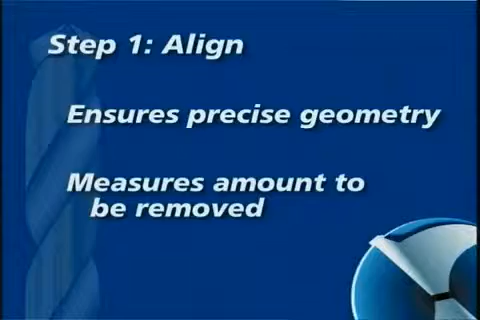 Step 1: Align
Ensures precise geometry
Measures amount to
be removed